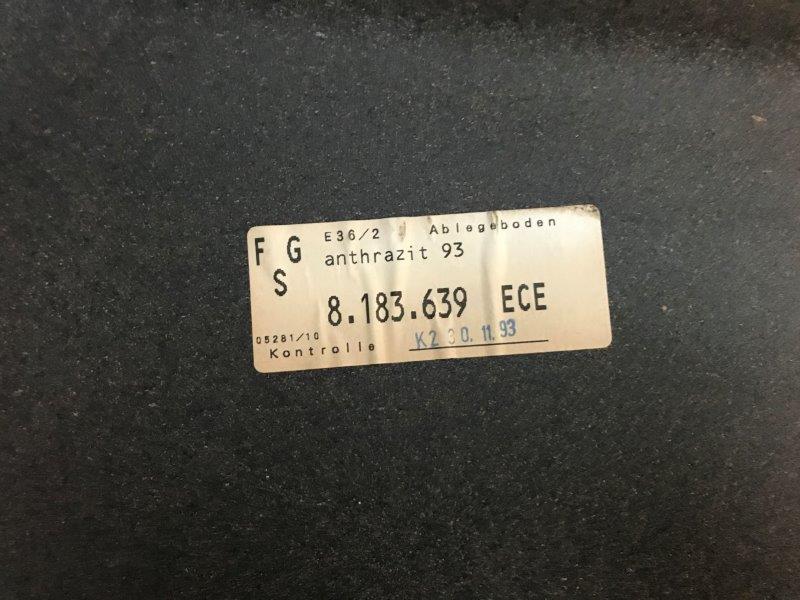 F G
S
E36/2 Ablegeboden
anthrazit 93
8.183.639 ECE
05281/10
Kontrolle K2 30.11.93